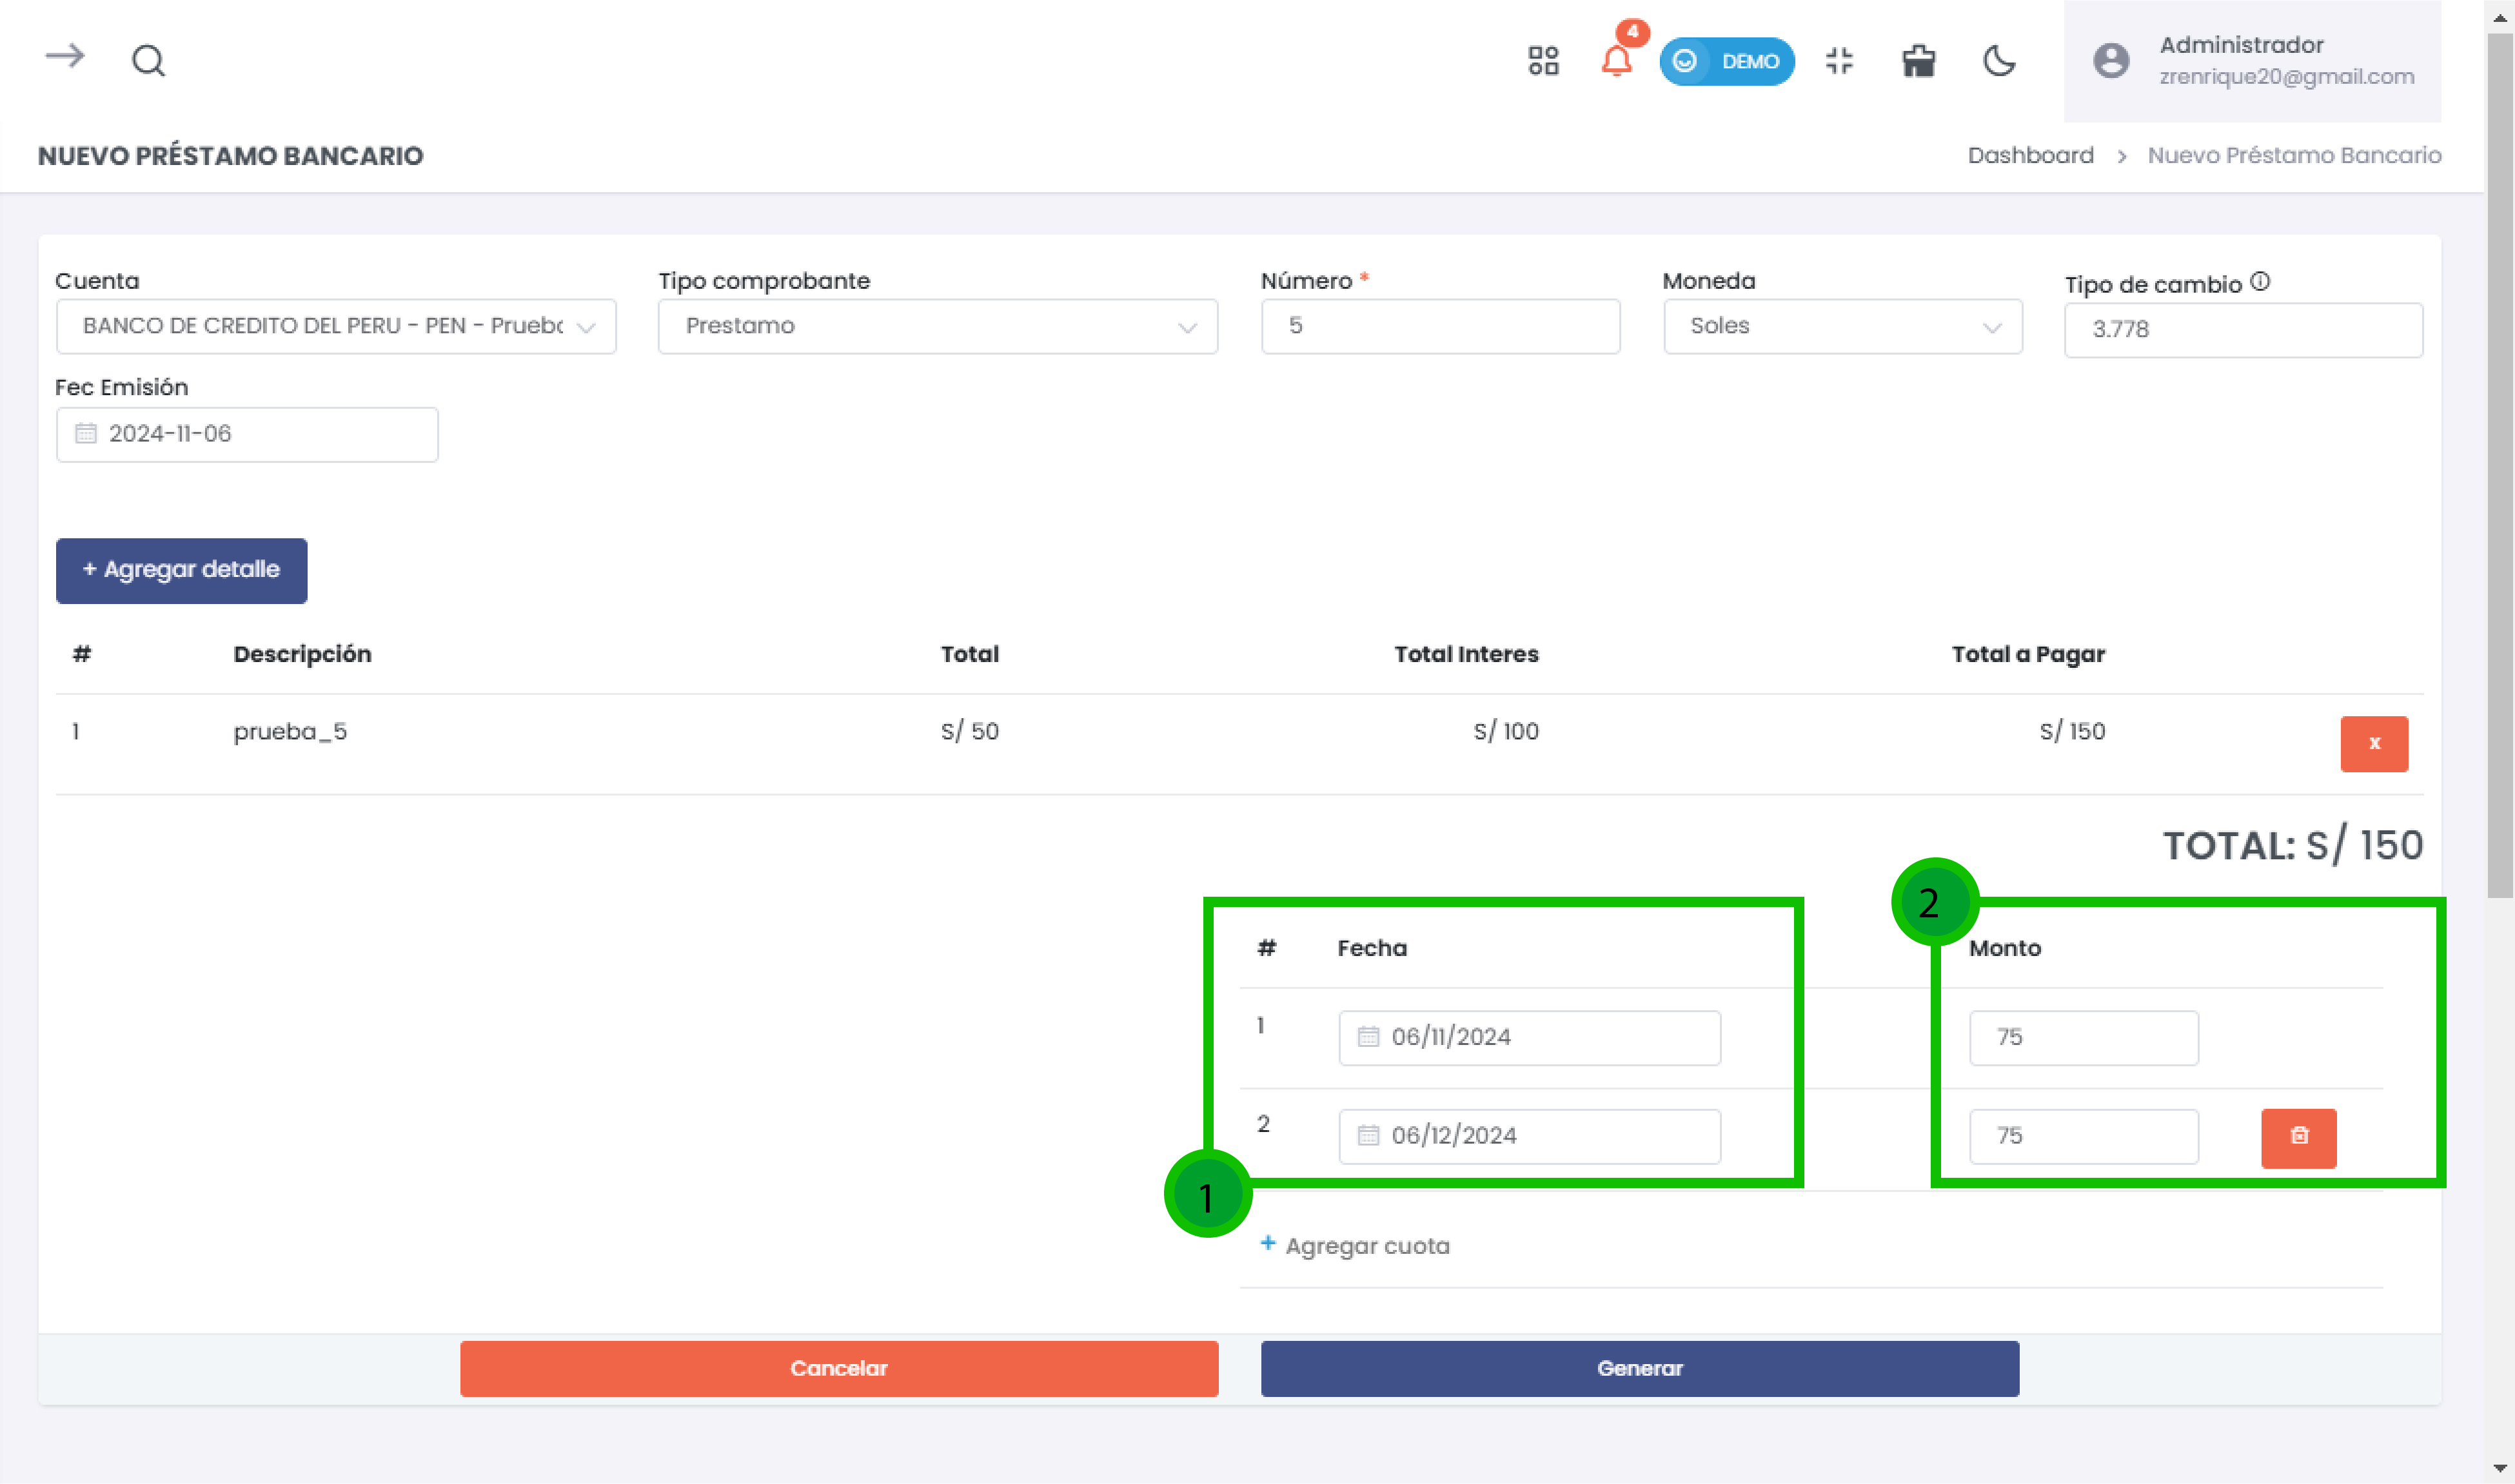 4
DEMO
Administrador
zrenrique20@gmail.com
NUEVO PRÉSTAMO BANCARIO
Dashboard > Nuevo Préstamo Bancario
Cuenta
Tipo comprobante
Número *
Moneda
Tipo de cambio
BANCO DE CREDITO DEL PERU - PEN - Prueba
Prestamo
5
Soles
3.778
Fec Emisión
2024-11-06
+ Agregar detalle
# Descripción Total Total Interes Total a Pagar
1 prueba_5 S/ 50 S/ 100 S/ 150 x
TOTAL: S/ 150
2
# Fecha Monto
1 06/11/2024 75
2 06/12/2024 75
1
+ Agregar cuota
Cancelar
Generar